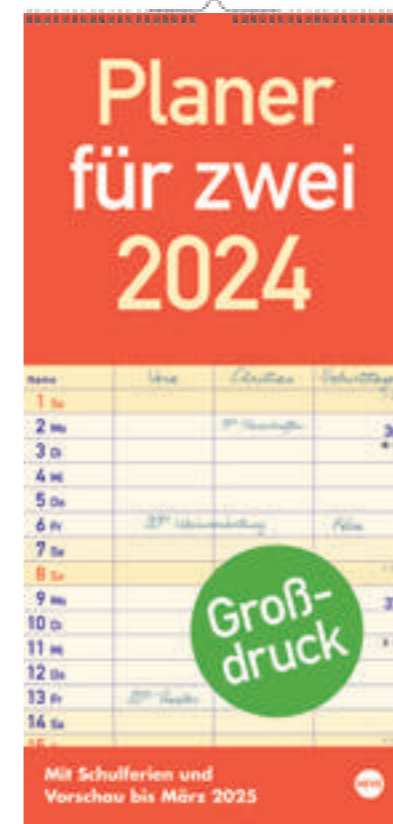 Planer
für zwei
2024
Name
1 So
2 Mo
3 Di
4 Mi
5 Do
6 Fr
7 Sa
8 So
9 Mo
10 Di
11 Mi
12 Do
13 Fr
14 Sa
15
Groß-
druck
Mit Schulferien und
Vorschau bis März 2025
HEYE